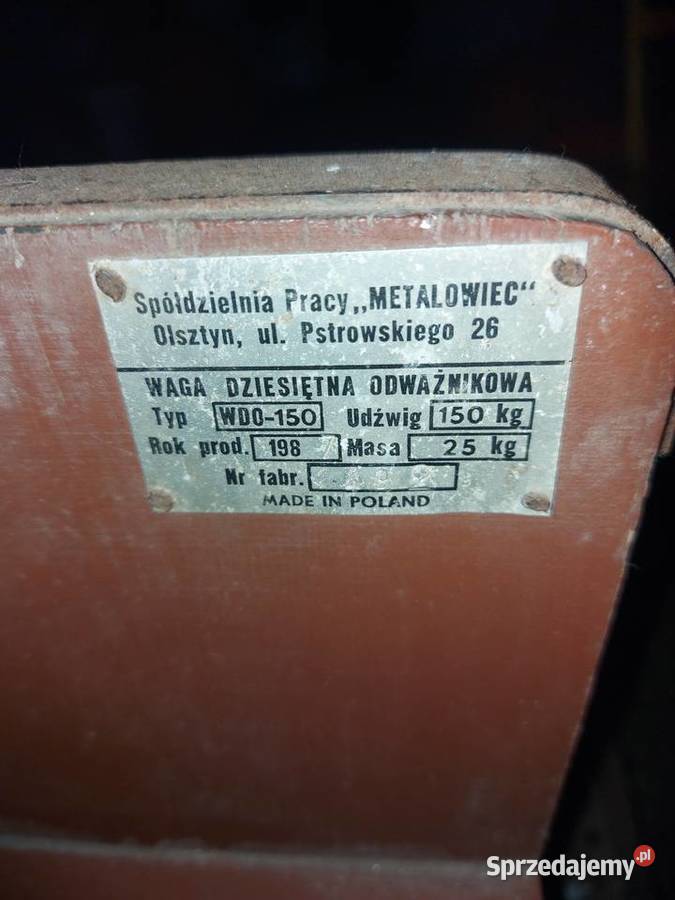 Spółdzielnia Pracy „METALOWIEC"
Olsztyn, ul. Pstrowskiego 26
WAGA DZIESIĘTNA ODWAŻNIKOWA
Typ WDO-150 Udźwig 150 kg
Rok prod. 198 Masa 25 kg
Nr fabr.
MADE IN POLAND
Sprzedajemy.pl